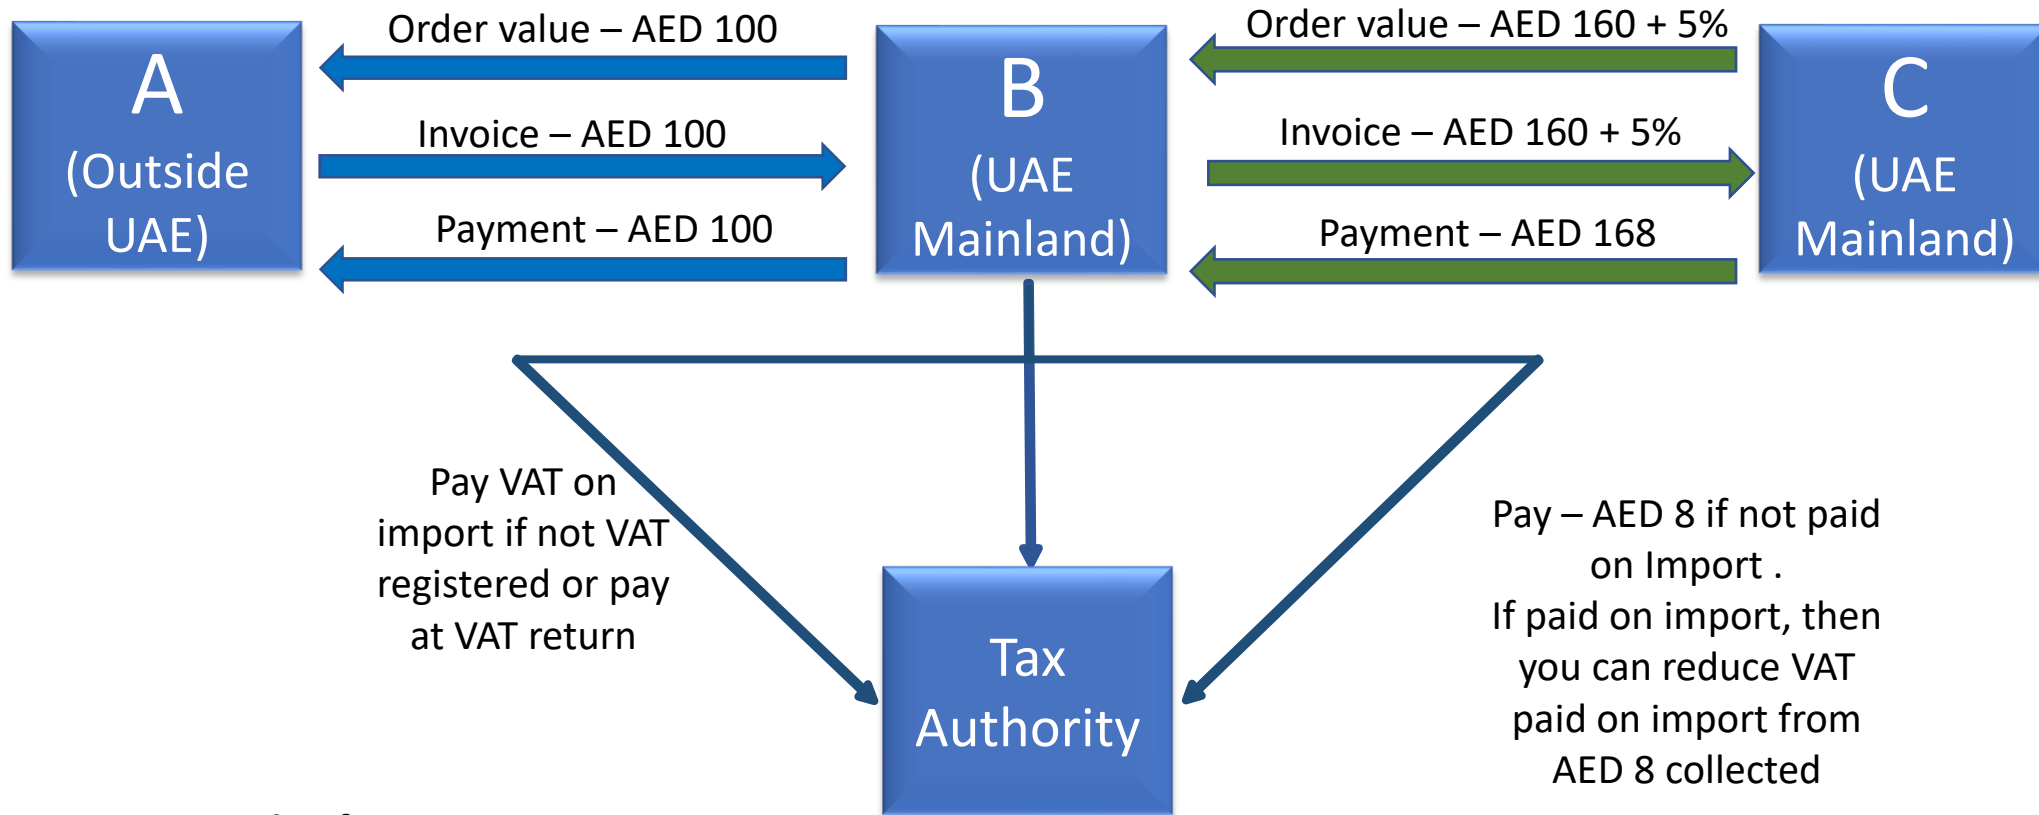 Order value – AED 100
Order value – AED 160 + 5%
A
(Outside
UAE)
B
(UAE
Mainland)
C
(UAE
Mainland)
Invoice – AED 100
Invoice – AED 160 + 5%
Payment – AED 100
Payment – AED 168
Pay VAT on
import if not VAT
registered or pay
at VAT return
Tax
Authority
Pay – AED 8 if not paid
on Import .
If paid on import, then
you can reduce VAT
paid on import from
AED 8 collected